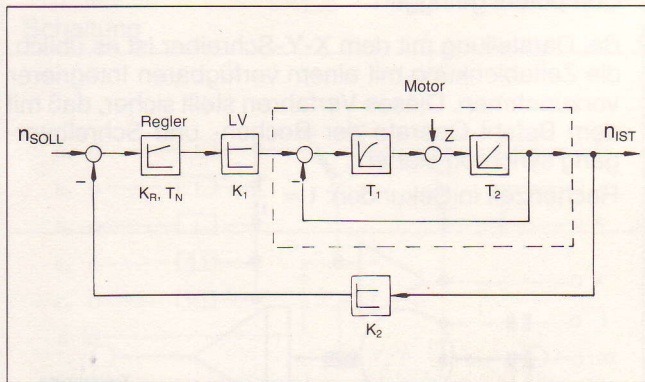 Motor
Regler
LV
n_SOLL
Z
n_IST
-
-
K_R, T_N
K_1
T_1
T_2
K_2